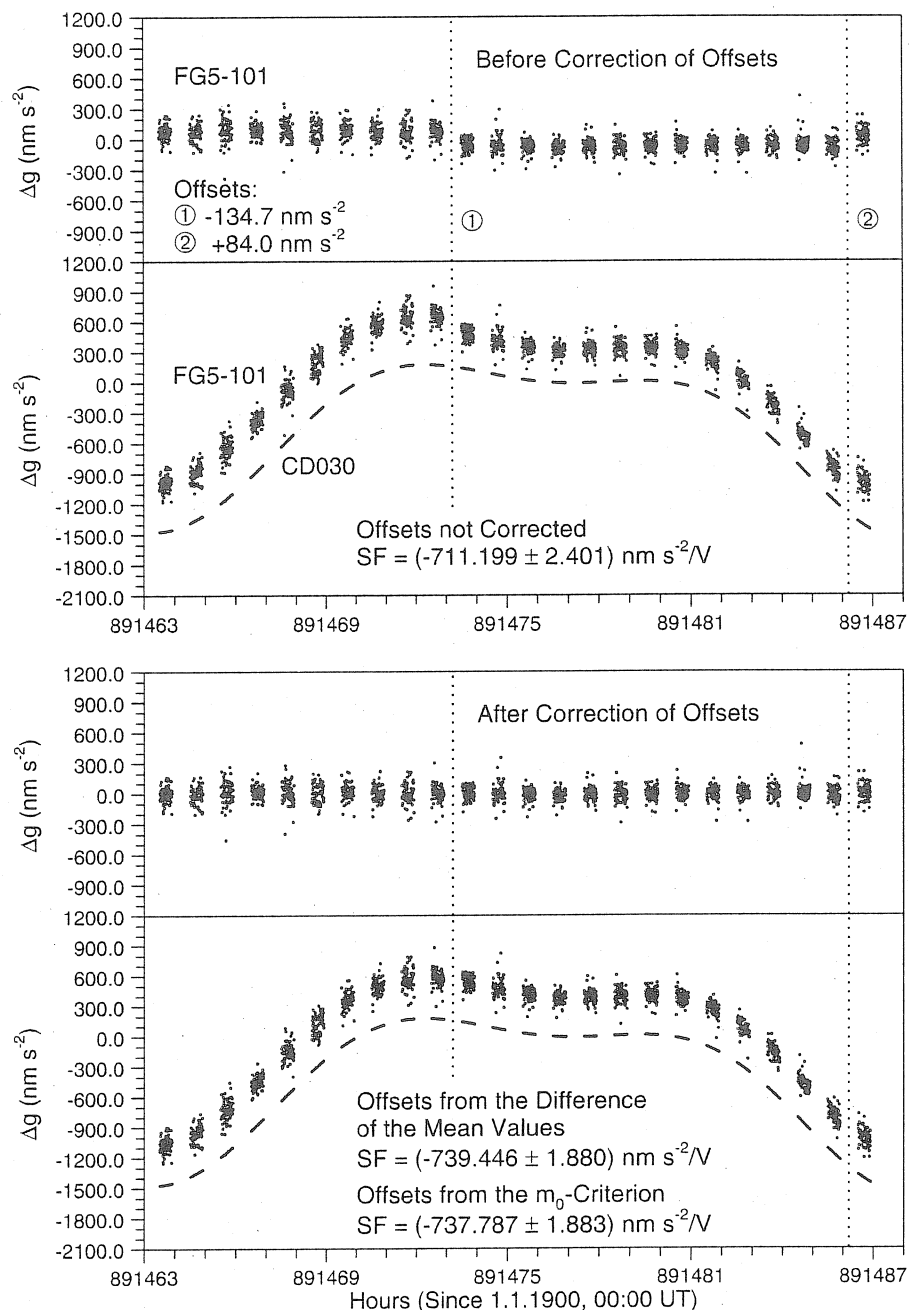 1200.0
900.0
600.0
300.0
0.0
-300.0
-600.0
-900.0
Δg (nm s⁻²)
FG5-101
Before Correction of Offsets
Offsets:
① -134.7 nm s⁻²
② +84.0 nm s⁻²
①
②
1200.0
900.0
600.0
300.0
0.0
-300.0
-600.0
-900.0
-1200.0
-1500.0
-1800.0
-2100.0
Δg (nm s⁻²)
FG5-101
CD030
Offsets not Corrected
SF = (-711.199 ± 2.401) nm s⁻²/V
891463 891469 891475 891481 891487
1200.0
900.0
600.0
300.0
0.0
-300.0
-600.0
-900.0
Δg (nm s⁻²)
After Correction of Offsets
1200.0
900.0
600.0
300.0
0.0
-300.0
-600.0
-900.0
-1200.0
-1500.0
-1800.0
-2100.0
Δg (nm s⁻²)
Offsets from the Difference
of the Mean Values
SF = (-739.446 ± 1.880) nm s⁻²/V
Offsets from the m₀-Criterion
SF = (-737.787 ± 1.883) nm s⁻²/V
891463 891469 891475 891481 891487
Hours (Since 1.1.1900, 00:00 UT)